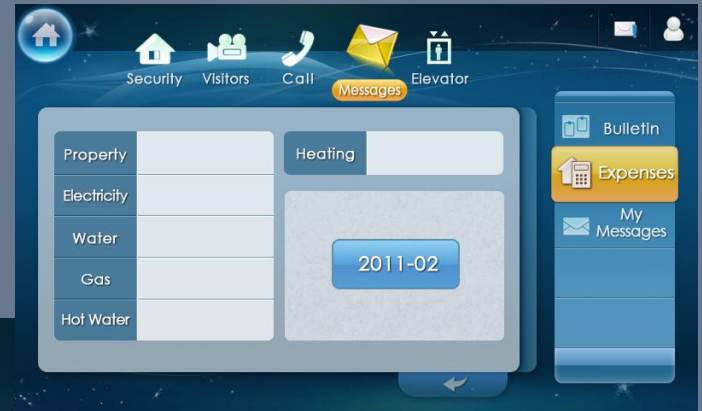 Security
Visitors
Call
Messages
Elevator
Property
Electricity
Water
Gas
Hot Water
Heating
2011-02
Bulletin
Expenses
My
Messages